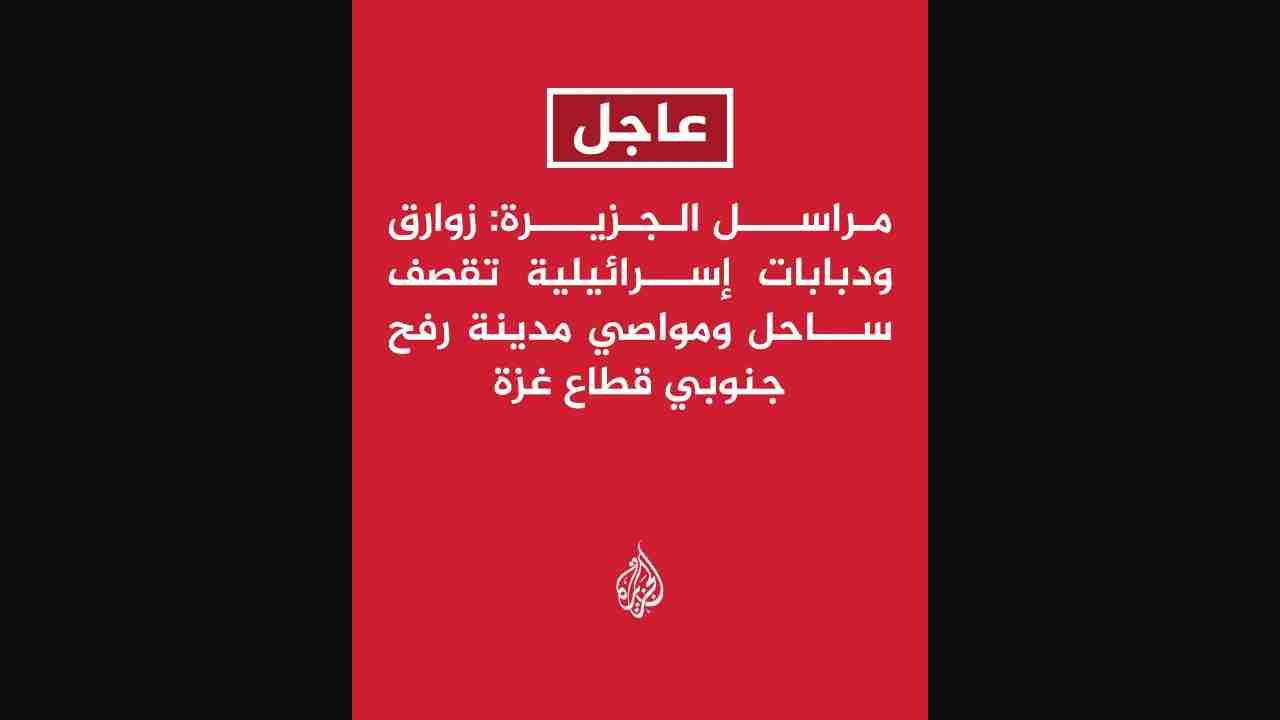 عاجل
مراسل الجزيرة: زوارق
ودبابات إسرائيلية تقصف
ساحل ومواصي مدينة رفح
جنوبي قطاع غزة
الجزيرة